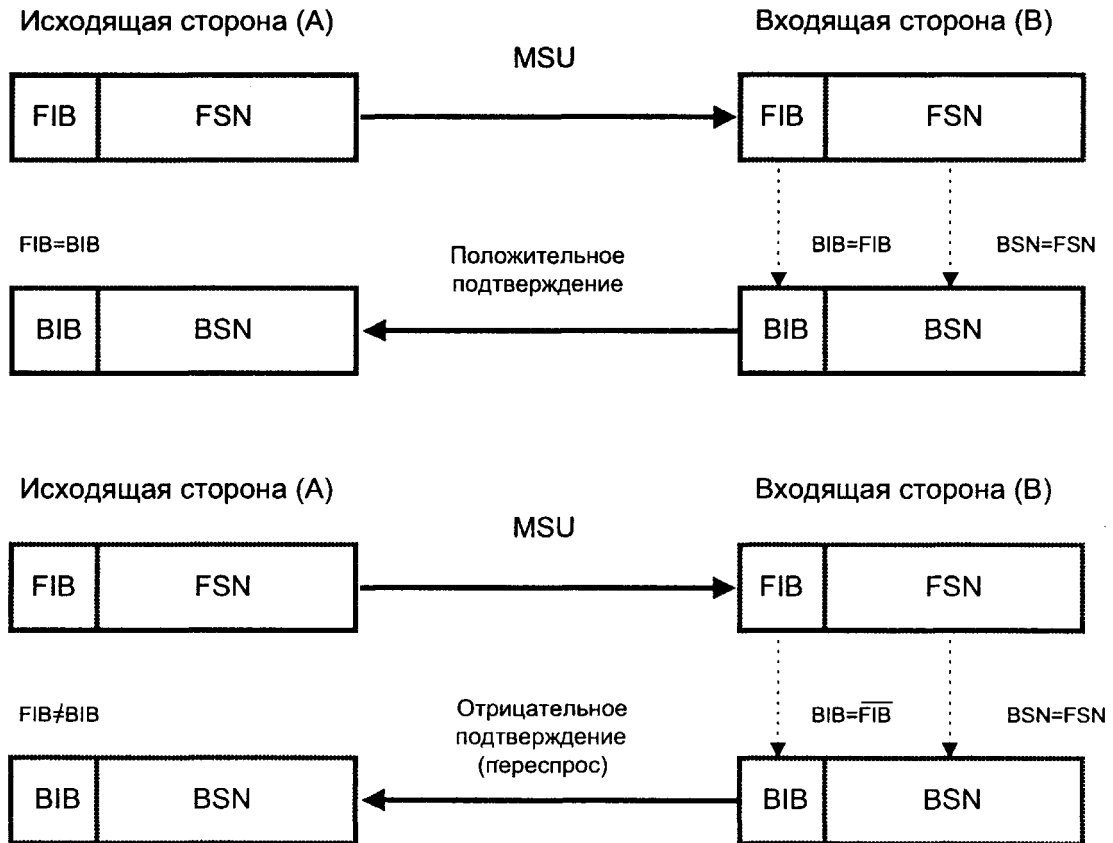 Исходящая сторона (A)
Входящая сторона (B)
MSU
FIB
FSN
FIB
FSN
FIB=BIB
Положительное
подтверждение
BIB=FIB
BSN=FSN
BIB
BSN
BIB
BSN
Исходящая сторона (A)
Входящая сторона (B)
MSU
FIB
FSN
FIB
FSN
FIB≠BIB
Отрицательное
подтверждение
(переспрос)
BIB=F̅I̅B̅
BSN=FSN
BIB
BSN
BIB
BSN